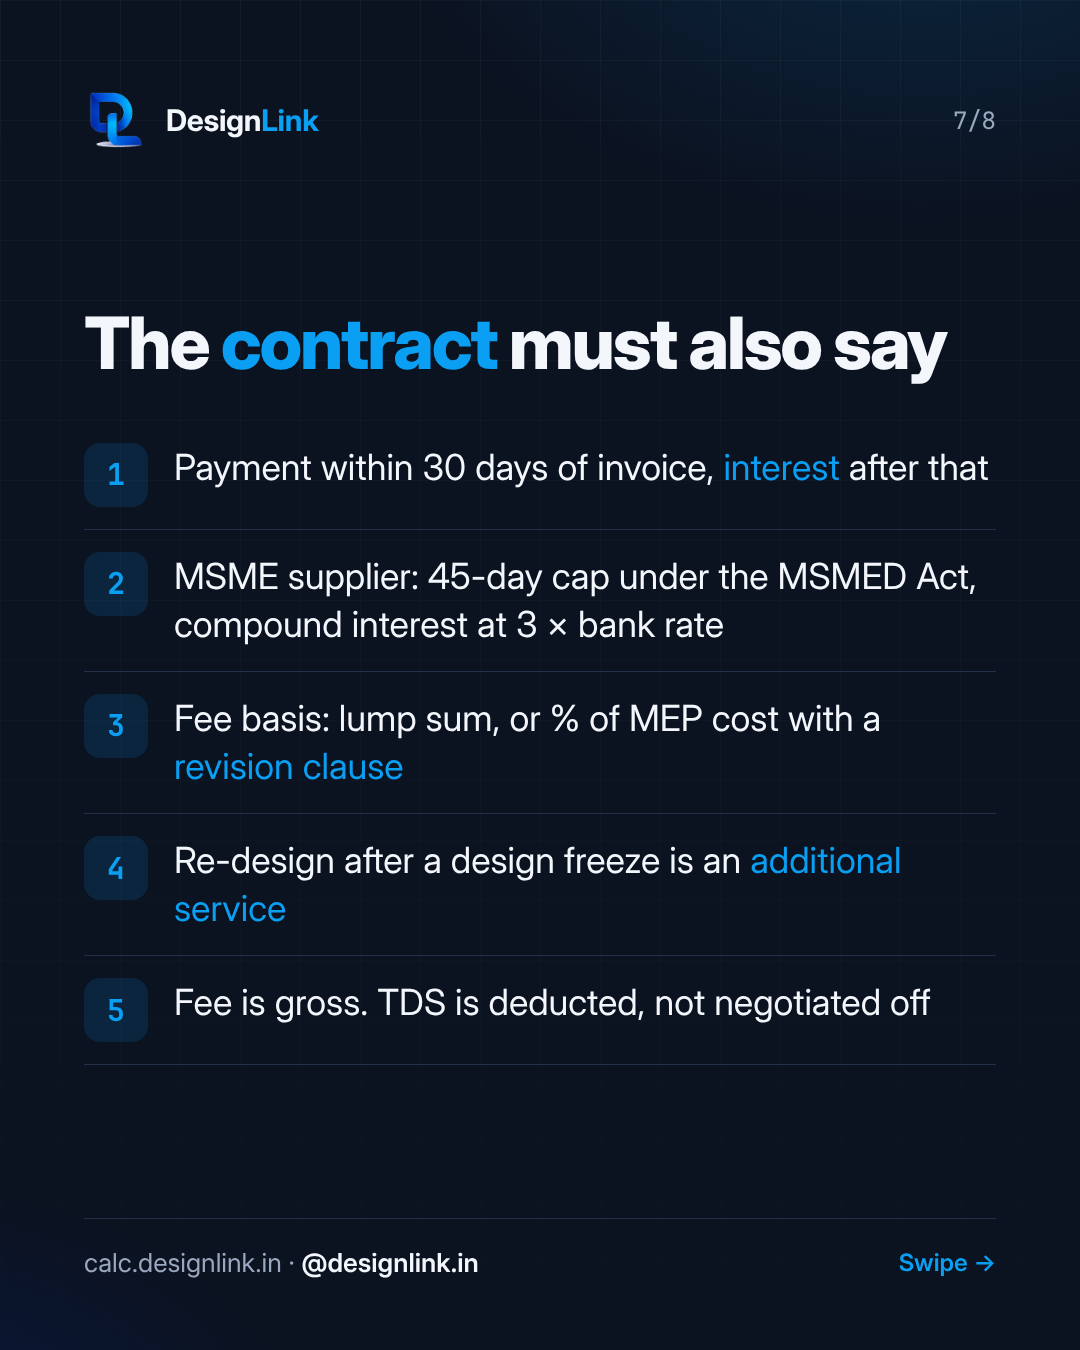 DesignLink
7/8
The contract must also say
1
Payment within 30 days of invoice, interest after that
2
MSME supplier: 45-day cap under the MSMED Act,
compound interest at 3 × bank rate
3
Fee basis: lump sum, or % of MEP cost with a
revision clause
4
Re-design after a design freeze is an additional
service
5
Fee is gross. TDS is deducted, not negotiated off
calc.designlink.in · @designlink.in
Swipe →